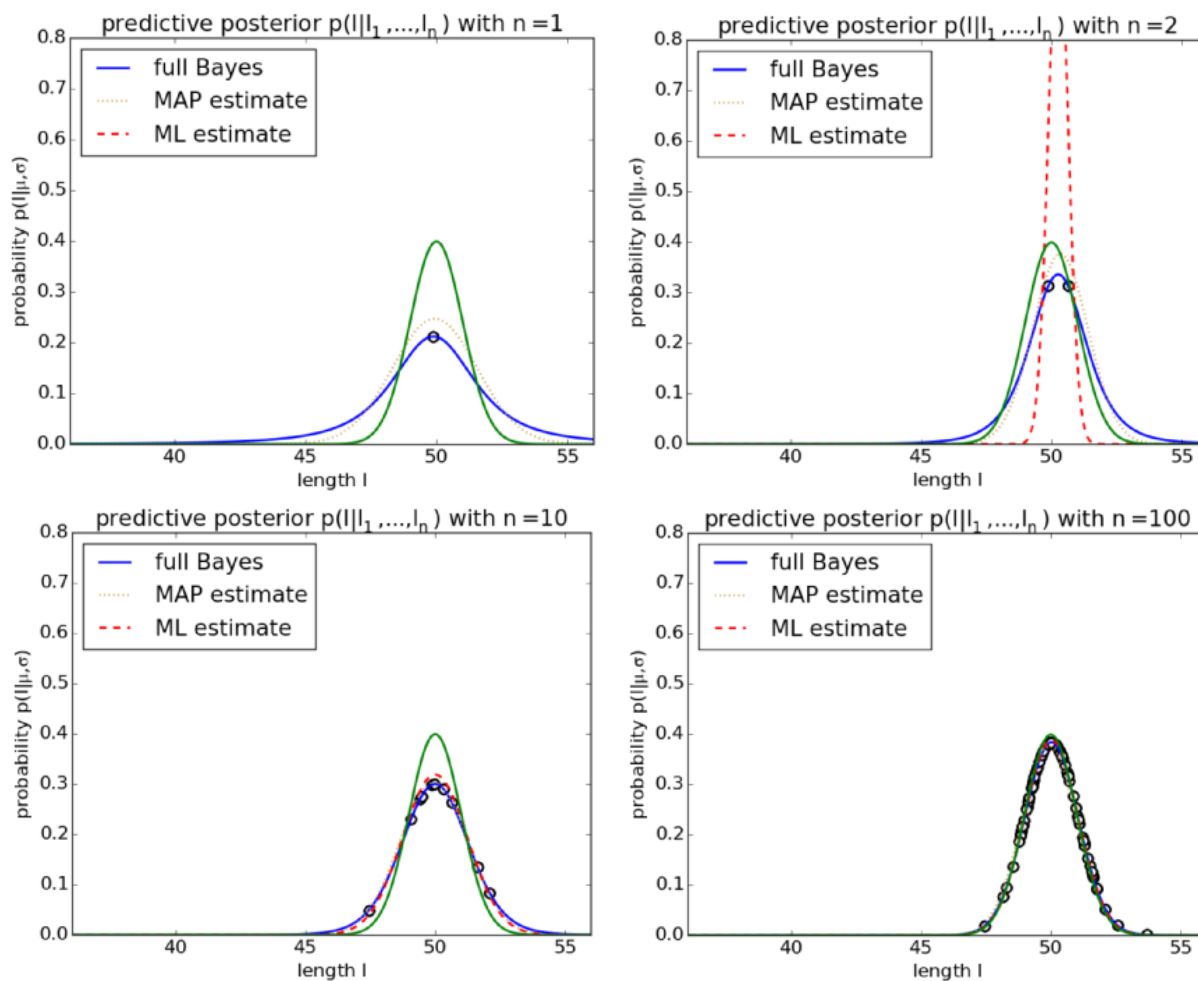 predictive posterior p(l|l₁,...,lₙ) with n =1
0.8
0.7
0.6
0.5
0.4
0.3
0.2
0.1
0.0
probability p(l|μ,σ)
full Bayes
MAP estimate
ML estimate
40 45 50 55
length l
predictive posterior p(l|l₁,...,lₙ) with n =2
0.8
0.7
0.6
0.5
0.4
0.3
0.2
0.1
0.0
probability p(l|μ,σ)
full Bayes
MAP estimate
ML estimate
40 45 50 55
length l
predictive posterior p(l|l₁,...,lₙ) with n =10
0.8
0.7
0.6
0.5
0.4
0.3
0.2
0.1
0.0
probability p(l|μ,σ)
full Bayes
MAP estimate
ML estimate
40 45 50 55
length l
predictive posterior p(l|l₁,...,lₙ) with n =100
0.8
0.7
0.6
0.5
0.4
0.3
0.2
0.1
0.0
probability p(l|μ,σ)
full Bayes
MAP estimate
ML estimate
40 45 50 55
length l